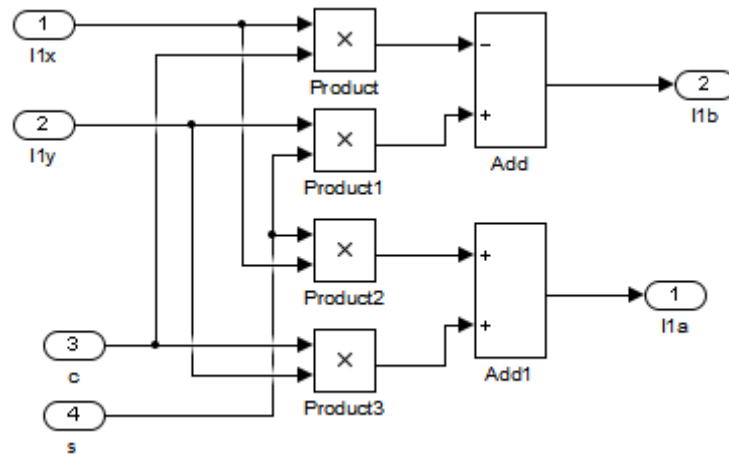 1
I1x
×
Product
−
+
Add
2
I1b
2
I1y
×
Product1
×
Product2
+
+
Add1
1
I1a
3
c
×
Product3
4
s